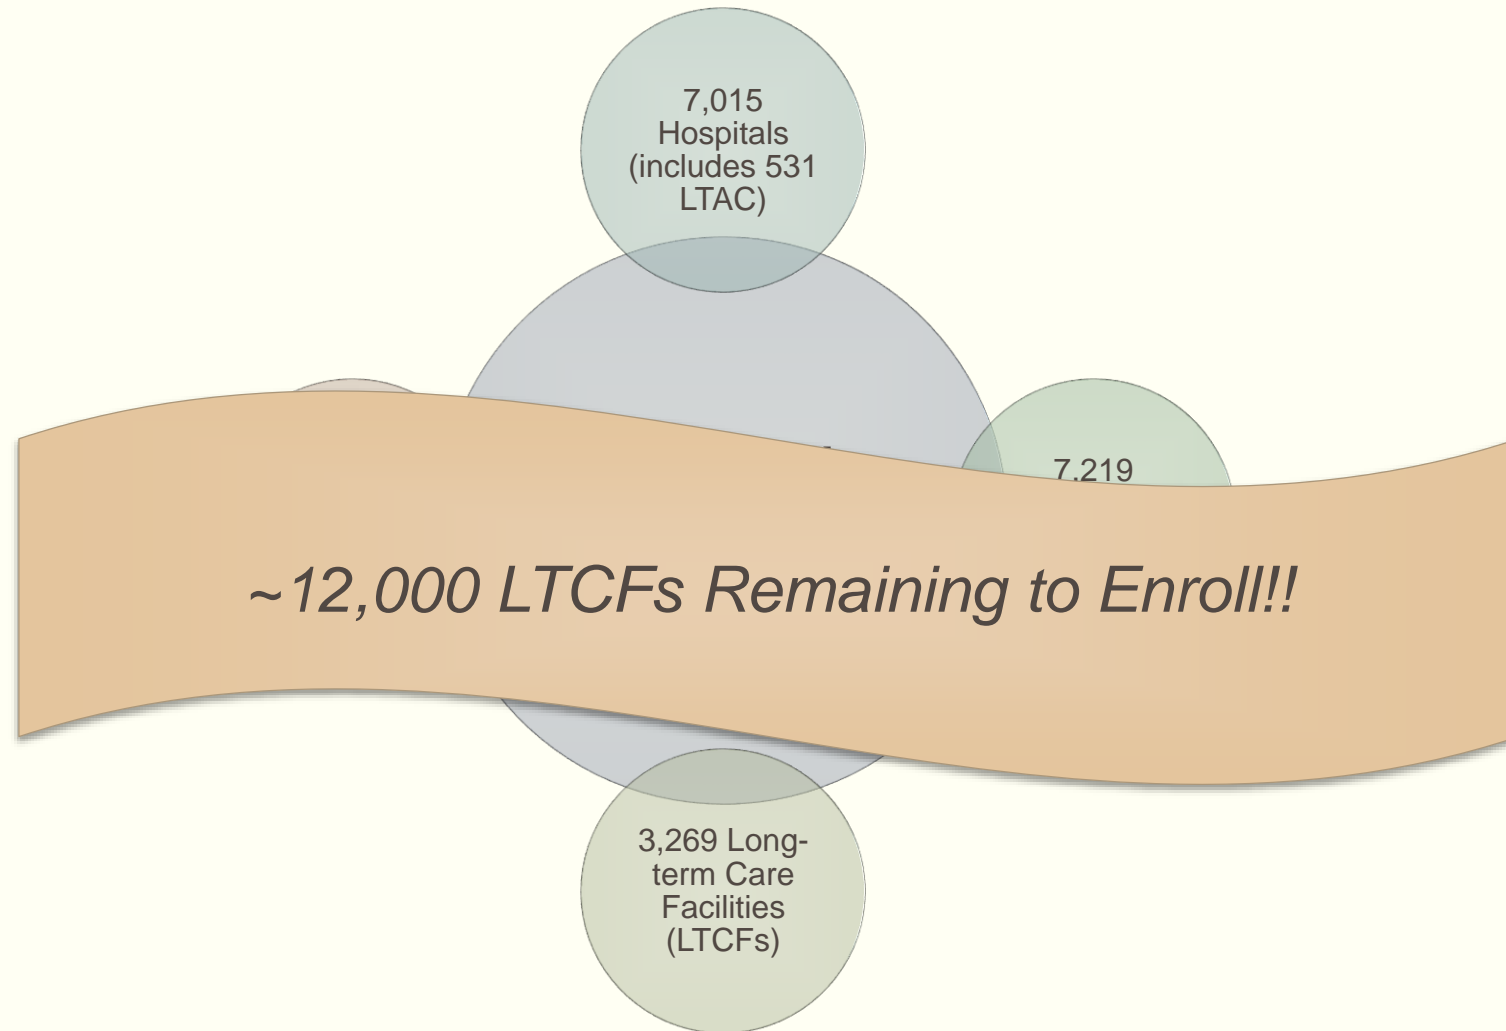 7,015
Hospitals
(includes 531
LTAC)
7,219
~12,000 LTCFs Remaining to Enroll!!
3,269 Long-
term Care
Facilities
(LTCFs)